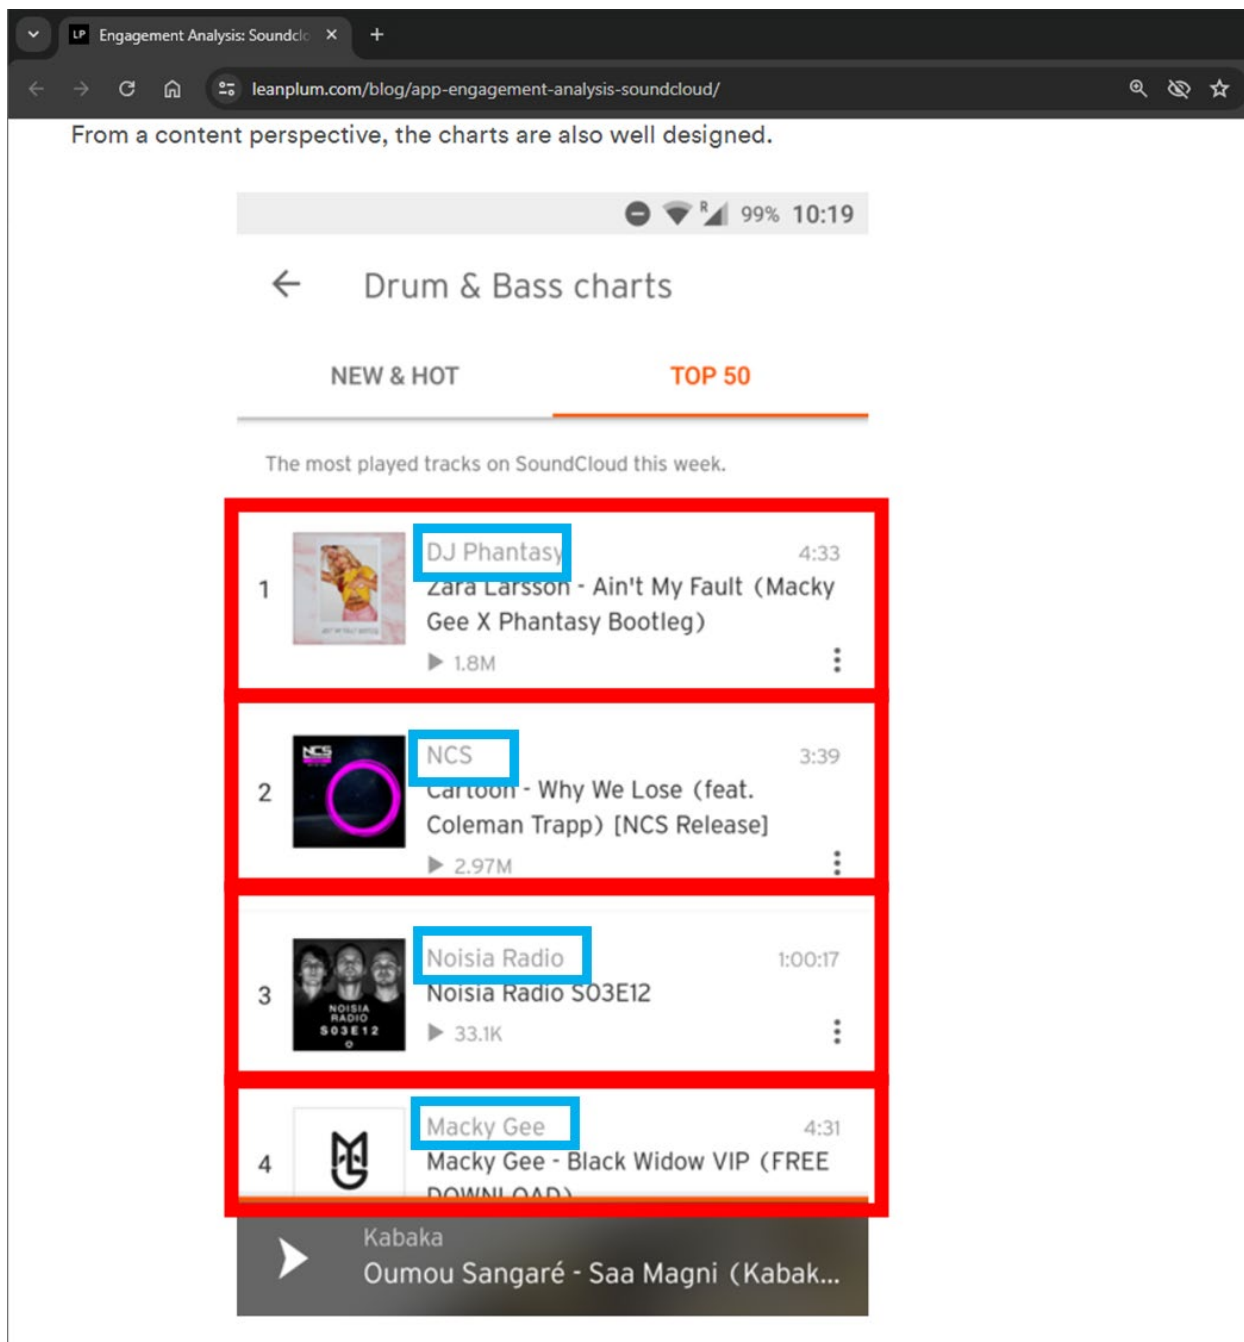 LP Engagement Analysis: Soundclo
leanplum.com/blog/app-engagement-analysis-soundcloud/
From a content perspective, the charts are also well designed.
R 99% 10:19
Drum & Bass charts
NEW & HOT TOP 50
The most played tracks on SoundCloud this week.
DJ Phantasy 4:33
1 Zara Larsson - Ain't My Fault (Macky
Gee X Phantasy Bootleg)
1.8M
NCS
NCS 3:39
2 Cartoon - Why We Lose (feat.
Coleman Trapp) [NCS Release]
2.97M
Noisia Radio 1:00:17
3 Noisia Radio S03E12
NOISIA
RADIO
S03E12
33.1K
Macky Gee 4:31
4 Macky Gee - Black Widow VIP (FREE
DOWNLOAD)
Kabaka
Oumou Sangaré - Saa Magni (Kabak...